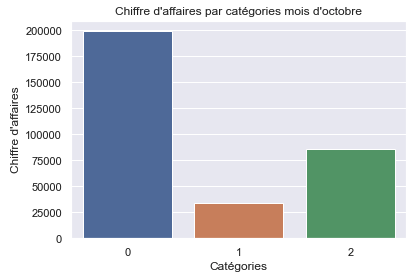 Chiffre d'affaires par catégories mois d'octobre
200000
175000
150000
125000
100000
75000
50000
25000
0
Chiffre d'affaires
0 1 2
Catégories